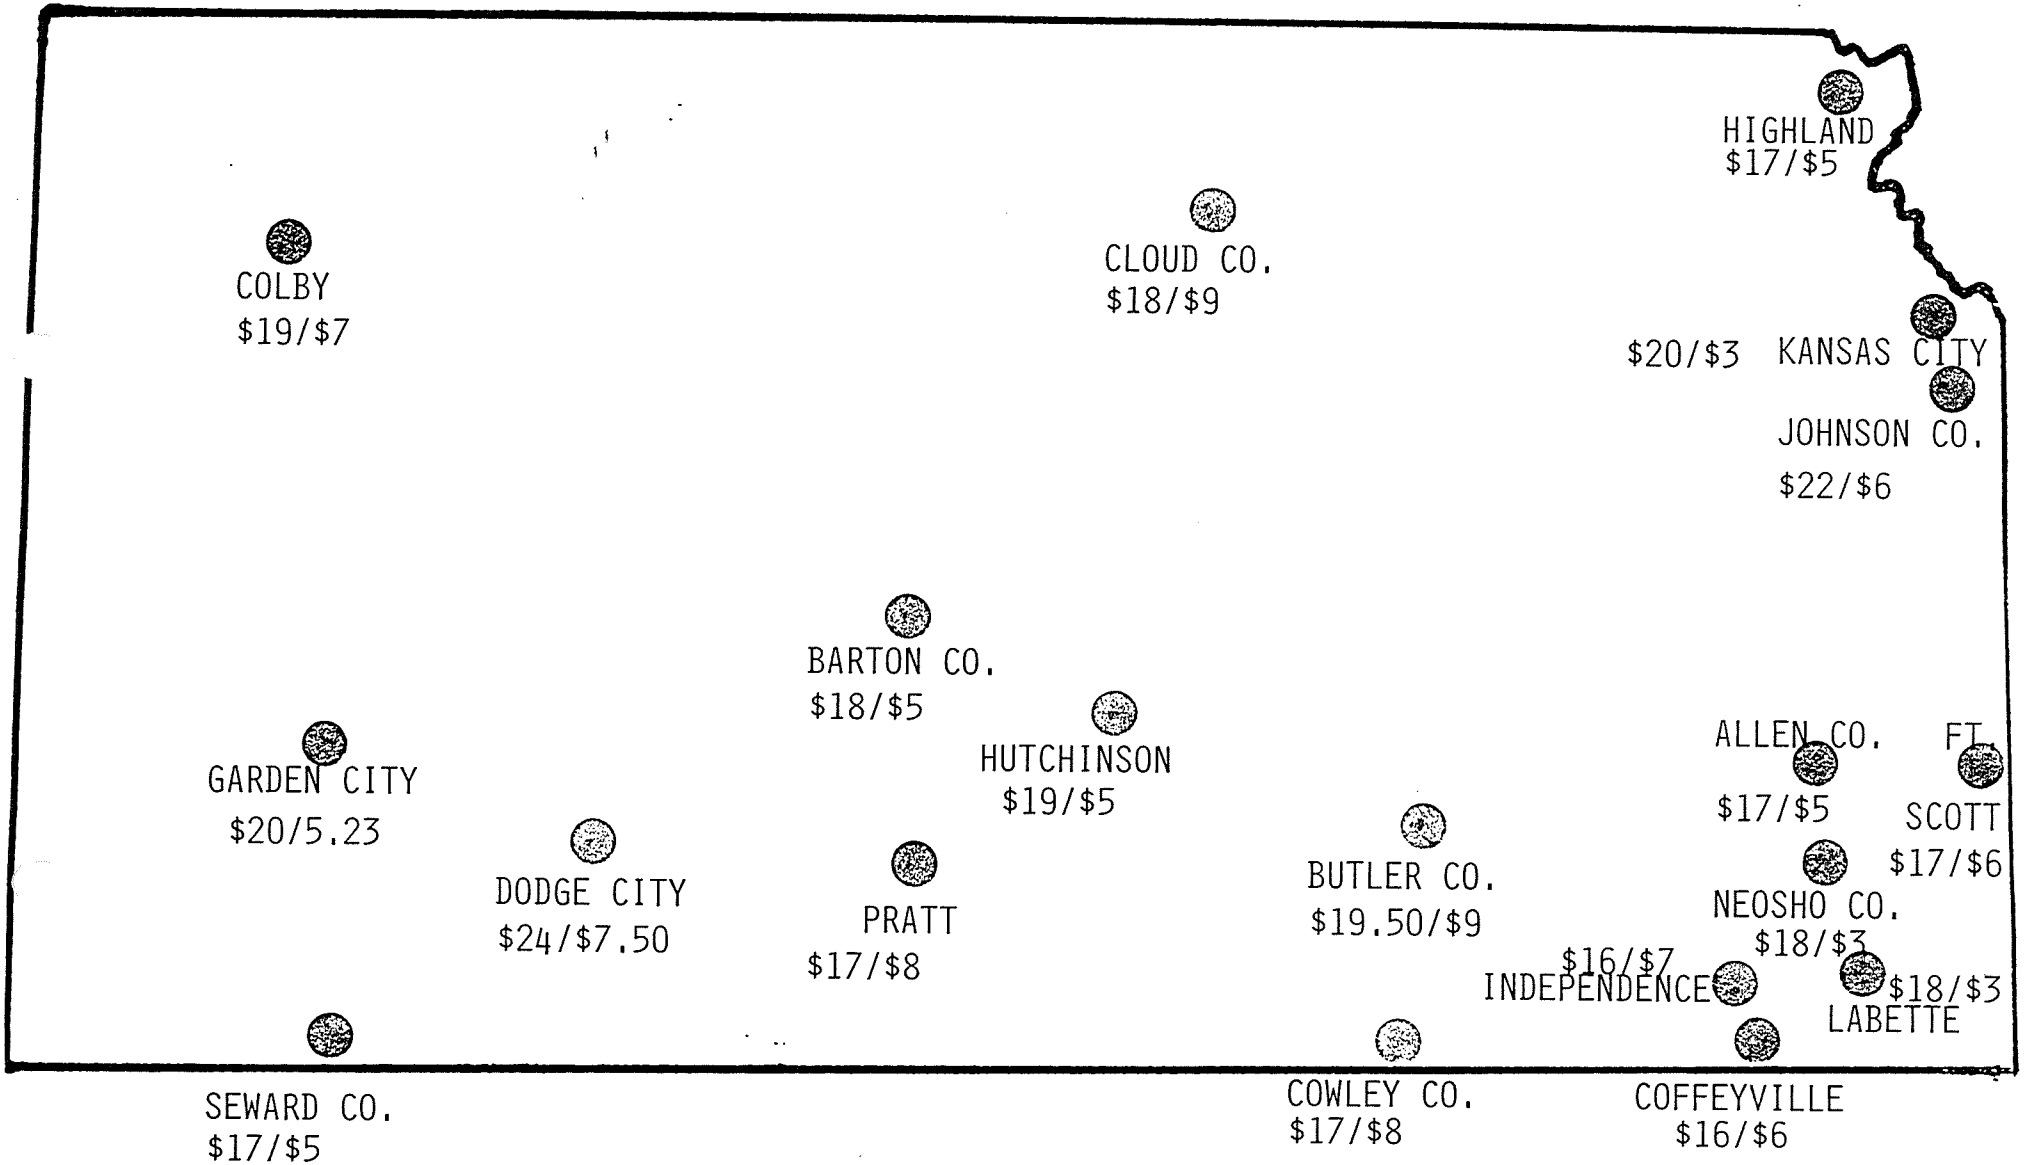 HIGHLAND
$17/$5
COLBY
$19/$7
CLOUD CO.
$18/$9
$20/$3 KANSAS CITY
JOHNSON CO.
$22/$6
BARTON CO.
$18/$5
HUTCHINSON
$19/$5
GARDEN CITY
$20/5.23
DODGE CITY
$24/$7.50
PRATT
$17/$8
BUTLER CO.
$19.50/$9
ALLEN CO.
$17/$5
FT.
SCOTT
$17/$6
NEOSHO CO.
$18/$3
$16/$7
INDEPENDENCE
$18/$3
LABETTE
SEWARD CO.
$17/$5
COWLEY CO.
$17/$8
COFFEYVILLE
$16/$6